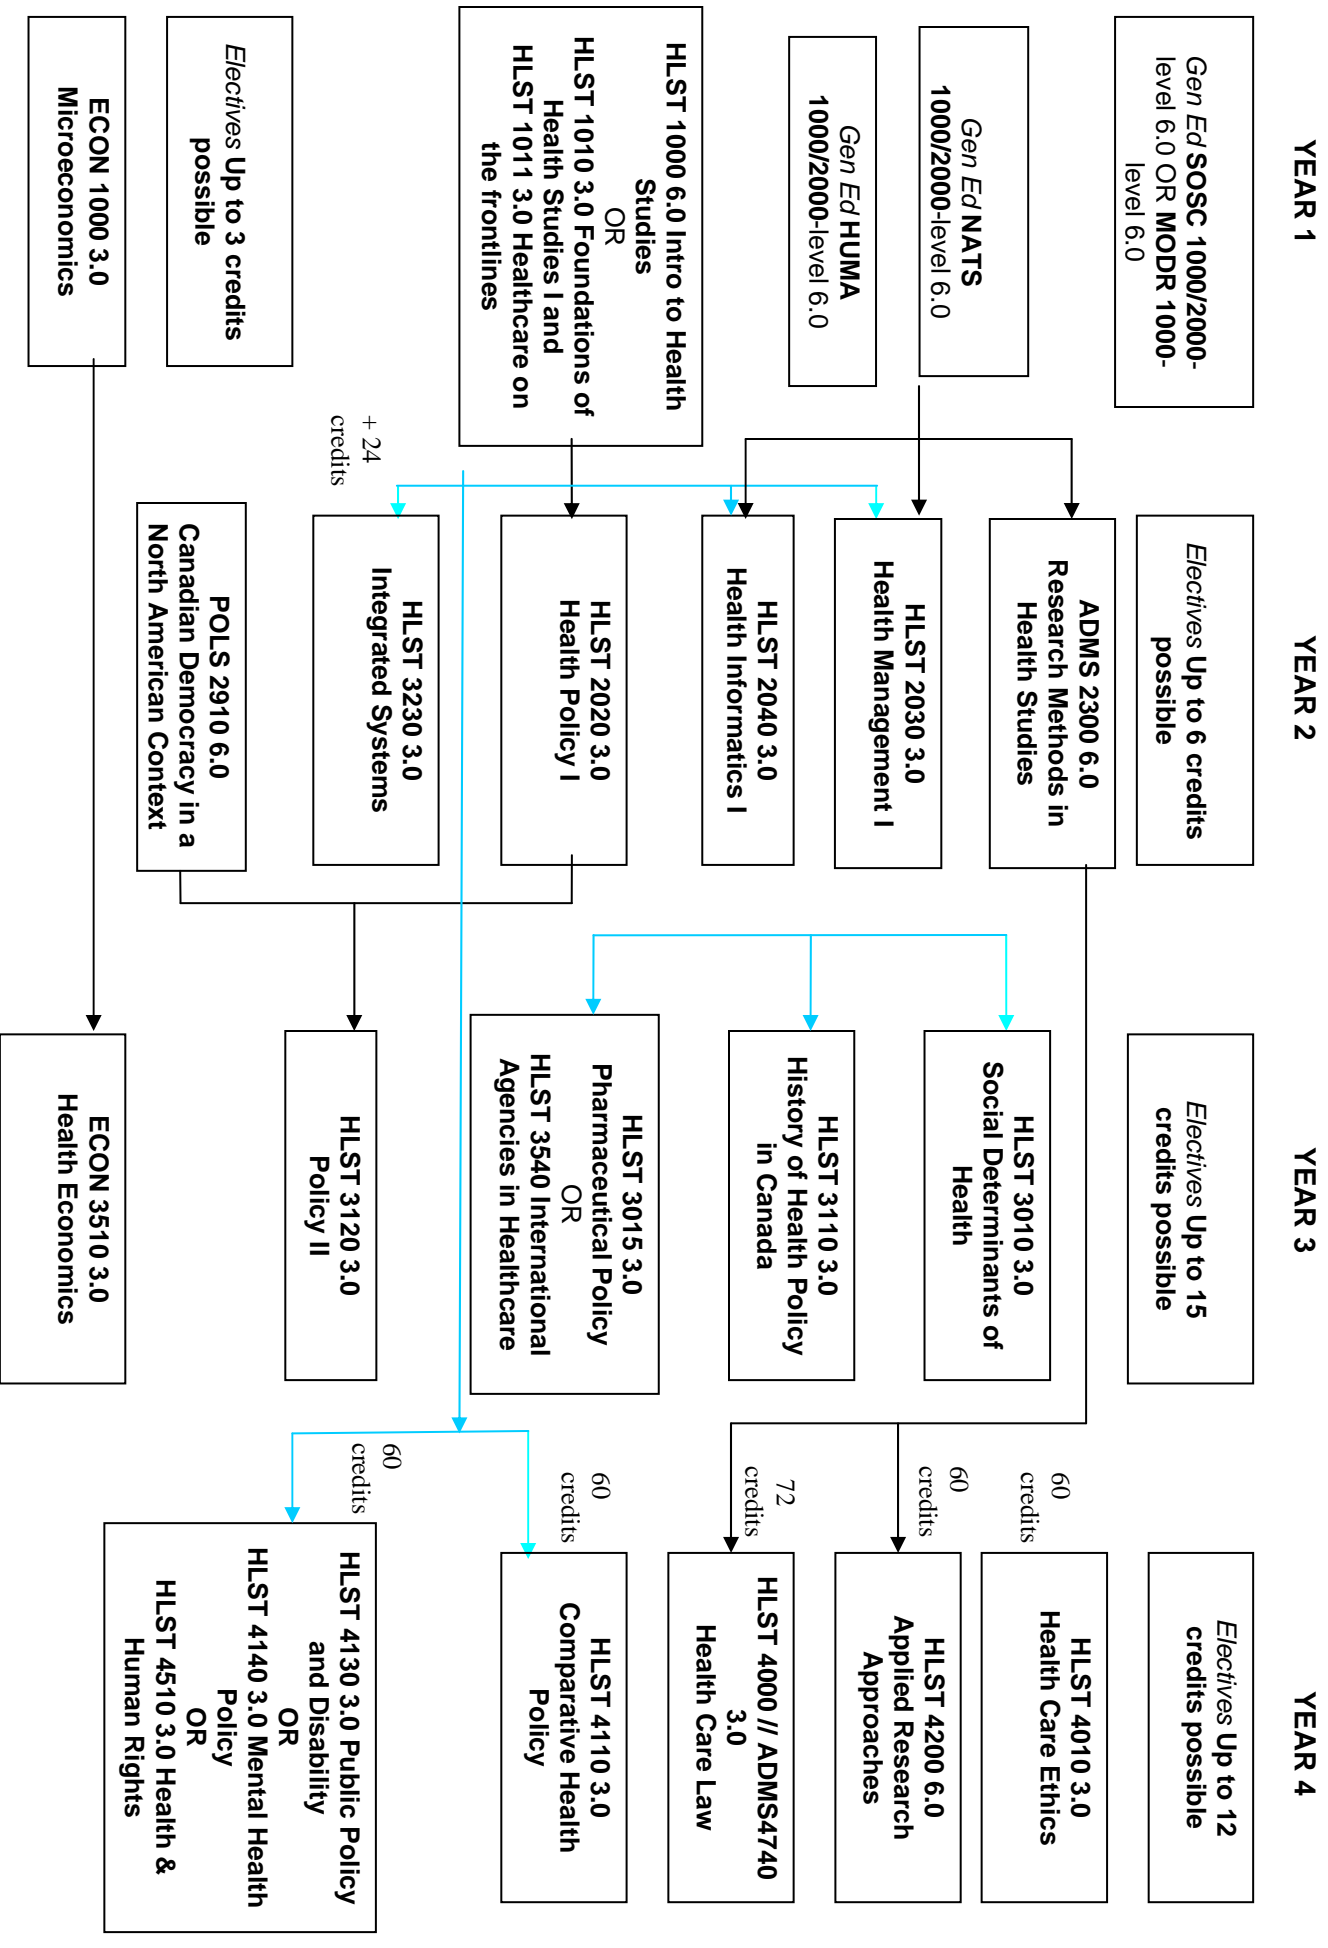 YEAR 1
Gen Ed SOSC 1000/2000-
level 6.0 OR MODR 1000-
level 6.0
Gen Ed NATS
1000/2000-level 6.0
Gen Ed HUMA
1000/2000-level 6.0
HLST 1000 6.0 Intro to Health
Studies
OR
HLST 1010 3.0 Foundations of
Health Studies I and
HLST 1011 3.0 Healthcare on
the frontlines
Electives Up to 3 credits
possible
ECON 1000 3.0
Microeconomics
+ 24
credits
YEAR 2
Electives Up to 6 credits
possible
ADMS 2300 6.0
Research Methods in
Health Studies
HLST 2030 3.0
Health Management I
HLST 2040 3.0
Health Informatics I
HLST 2020 3.0
Health Policy I
HLST 3230 3.0
Integrated Systems
POLS 2910 6.0
Canadian Democracy in a
North American Context
YEAR 3
Electives Up to 15
credits possible
HLST 3010 3.0
Social Determinants of
Health
HLST 3110 3.0
History of Health Policy
in Canada
HLST 3015 3.0
Pharmaceutical Policy
OR
HLST 3540 International
Agencies in Healthcare
HLST 3120 3.0
Policy II
ECON 3510 3.0
Health Economics
60
credits
60
credits
72
credits
60
credits
60
credits
YEAR 4
Electives Up to 12
credits possible
HLST 4010 3.0
Health Care Ethics
HLST 4200 6.0
Applied Research
Approaches
HLST 4000 // ADMS4740
3.0
Health Care Law
HLST 4110 3.0
Comparative Health
Policy
HLST 4130 3.0 Public Policy
and Disability
OR
HLST 4140 3.0 Mental Health
Policy
OR
HLST 4510 3.0 Health &
Human Rights